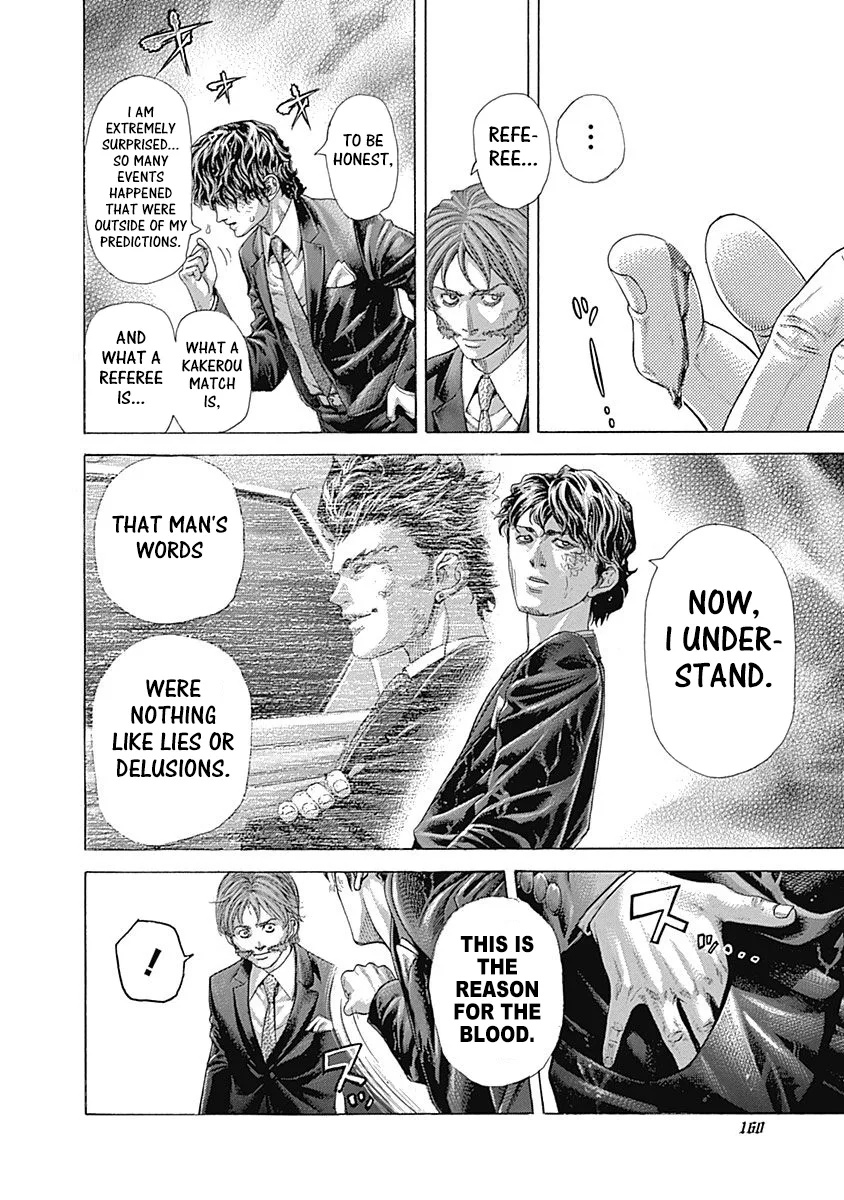 ...
REFE-
REE...
TO BE
HONEST,
I AM
EXTREMELY
SURPRISED...
SO MANY
EVENTS
HAPPENED
THAT WERE
OUTSIDE OF MY
PREDICTIONS.
WHAT A
KAKEROU
MATCH
IS,
AND
WHAT A
REFEREE
IS...
NOW,
I UNDER-
STAND.
THAT MAN'S
WORDS
WERE
NOTHING
LIKE LIES OR
DELUSIONS.
ズ
THIS IS
THE
REASON
FOR THE
BLOOD.
ズ
!
160